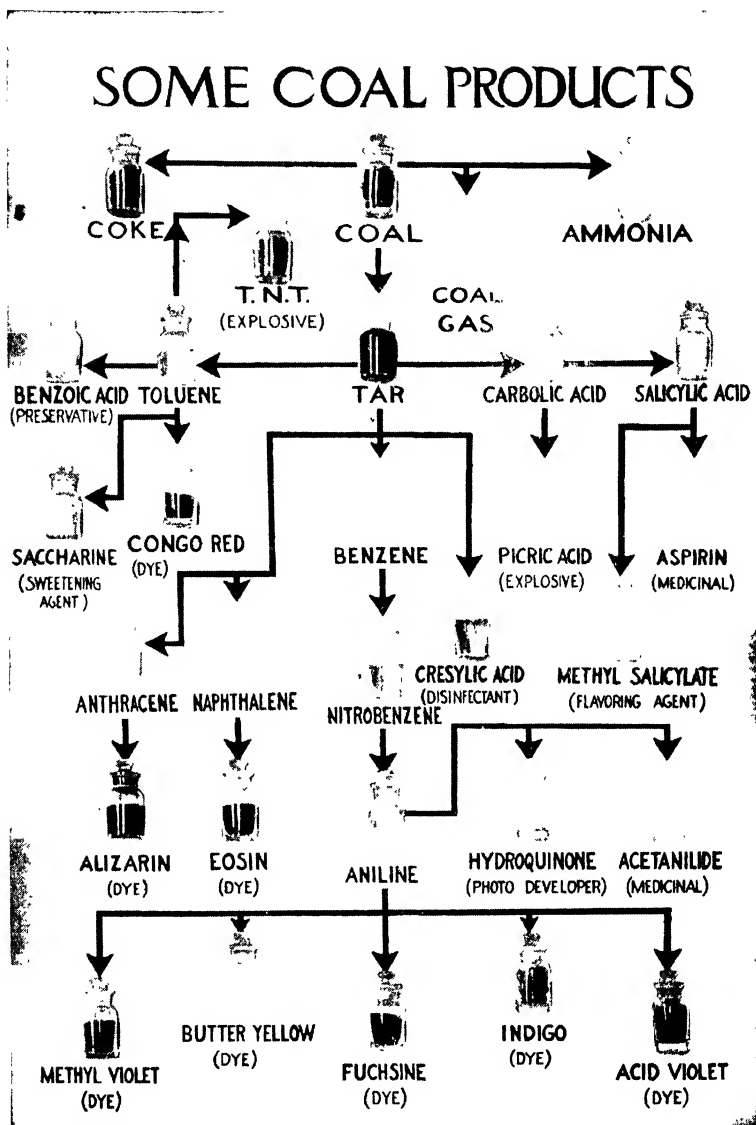 SOME COAL PRODUCTS
COKE
COAL
AMMONIA
T.N.T.
(EXPLOSIVE)
COAL
GAS
BENZOIC ACID
(PRESERVATIVE)
TOLUENE
TAR
CARBOLIC ACID
SALICYLIC ACID
SACCHARINE
(SWEETENING
AGENT)
CONGO RED
(DYE)
BENZENE
PICRIC ACID
(EXPLOSIVE)
ASPIRIN
(MEDICINAL)
ANTHRACENE
NAPHTHALENE
NITROBENZENE
CRESYLIC ACID
(DISINFECTANT)
METHYL SALICYLATE
(FLAVORING AGENT)
ALIZARIN
(DYE)
EOSIN
(DYE)
ANILINE
HYDROQUINONE
(PHOTO DEVELOPER)
ACETANILIDE
(MEDICINAL)
METHYL VIOLET
(DYE)
BUTTER YELLOW
(DYE)
FUCHSINE
(DYE)
INDIGO
(DYE)
ACID VIOLET
(DYE)